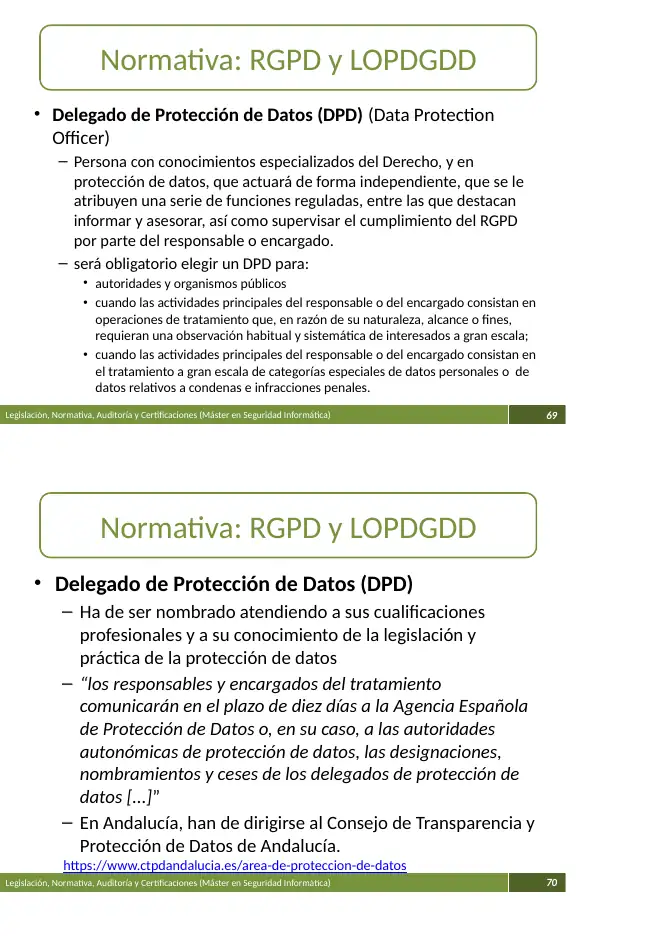 Normativa: RGPD y LOPDGDD
• Delegado de Protección de Datos (DPD) (Data Protection
Officer)
– Persona con conocimientos especializados del Derecho, y en
protección de datos, que actuará de forma independiente, que se le
atribuyen una serie de funciones reguladas, entre las que destacan
informar y asesorar, así como supervisar el cumplimiento del RGPD
por parte del responsable o encargado.
– será obligatorio elegir un DPD para:
• autoridades y organismos públicos
• cuando las actividades principales del responsable o del encargado consistan en
operaciones de tratamiento que, en razón de su naturaleza, alcance o fines,
requieran una observación habitual y sistemática de interesados a gran escala;
• cuando las actividades principales del responsable o del encargado consistan en
el tratamiento a gran escala de categorías especiales de datos personales o  de
datos relativos a condenas e infracciones penales.
Legislación, Normativa, Auditoría y Certificaciones (Máster en Seguridad Informática) 69
Normativa: RGPD y LOPDGDD
• Delegado de Protección de Datos (DPD)
– Ha de ser nombrado atendiendo a sus cualificaciones
profesionales y a su conocimiento de la legislación y
práctica de la protección de datos
– “los responsables y encargados del tratamiento
comunicarán en el plazo de diez días a la Agencia Española
de Protección de Datos o, en su caso, a las autoridades
autonómicas de protección de datos, las designaciones,
nombramientos y ceses de los delegados de protección de
datos [...]”
– En Andalucía, han de dirigirse al Consejo de Transparencia y
Protección de Datos de Andalucía.
https://www.ctpdandalucia.es/area-de-proteccion-de-datos
Legislación, Normativa, Auditoría y Certificaciones (Máster en Seguridad Informática) 70